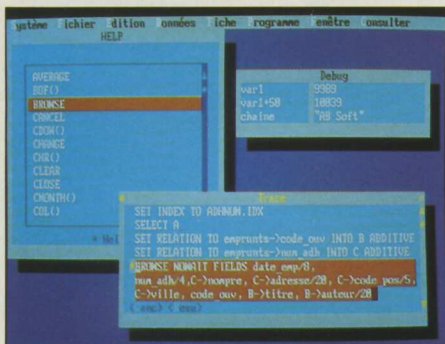 ystème ichier dition onnées iche rogramme enêtre onsulter
HELP
AVERAGE
BOF()
BROWSE
CANCEL
CDOW()
CHANGE
CHR()
CLEAR
CLOSE
CMONTH()
COL()
Debug
var1 9989
var1+50 10039
chaine "AB Soft"
Trace
SET INDEX TO ADHNUM.IDX
SELECT A
SET RELATION TO emprunts->code_ouv INTO B ADDITIVE
SET RELATION TO emprunts->num_adh INTO C ADDITIVE
BROWSE NOWAIT FIELDS date_emp/8,
num_adh/4,C->nompre, C->adresse/20, C->code_pos/5,
C->ville, code_ouv, B->titre, B->auteur/20